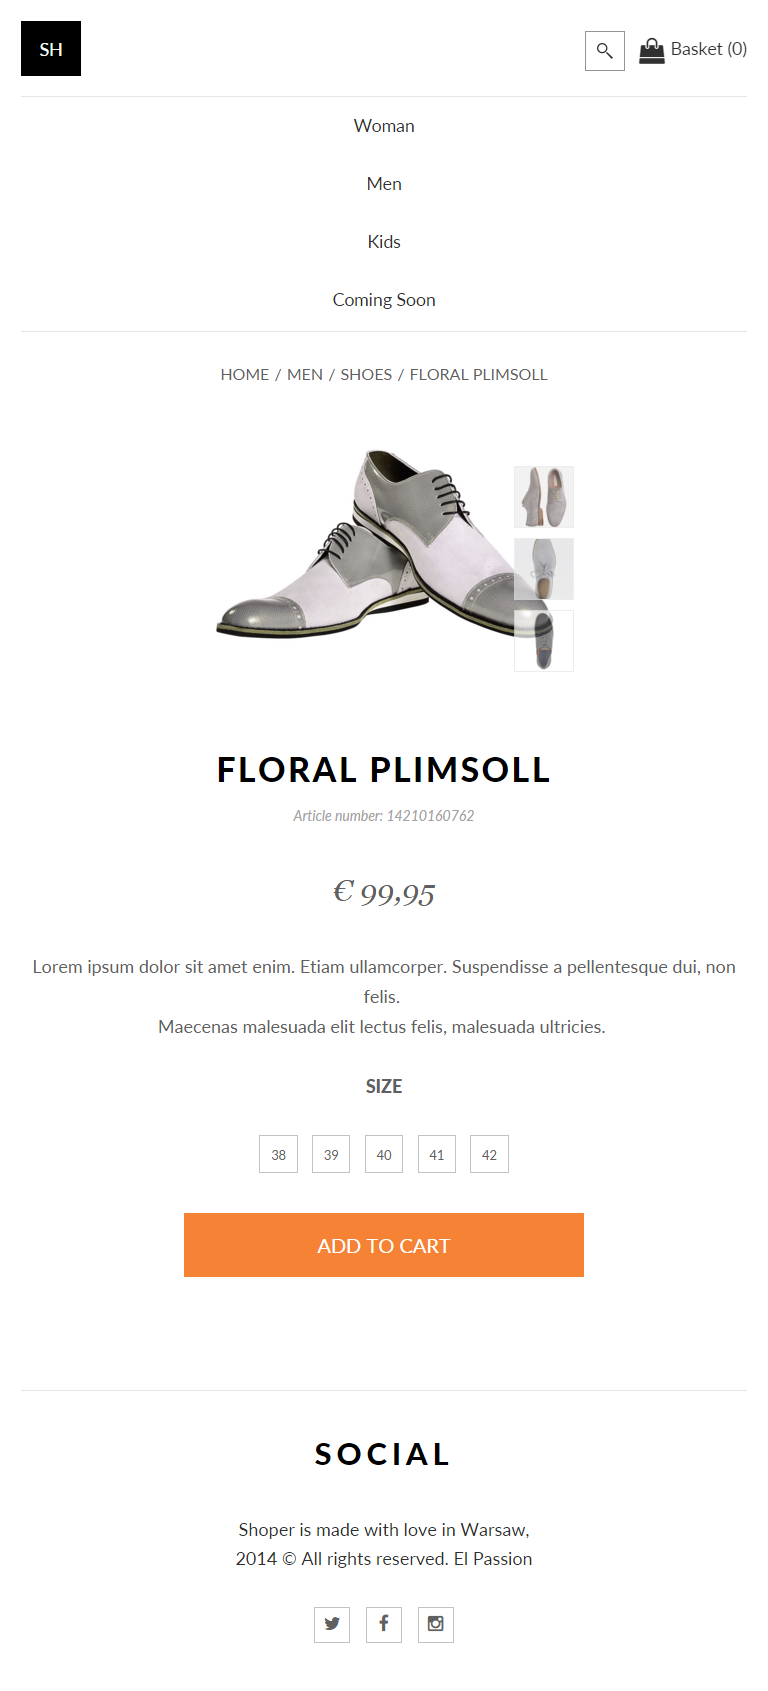 SH
Basket (0)
Woman
Men
Kids
Coming Soon
HOME / MEN / SHOES / FLORAL PLIMSOLL
FLORAL PLIMSOLL
Article number: 14210160762
€ 99,95
Lorem ipsum dolor sit amet enim. Etiam ullamcorper. Suspendisse a pellentesque dui, non
felis.
Maecenas malesuada elit lectus felis, malesuada ultricies.
SIZE
38 39 40 41 42
ADD TO CART
SOCIAL
Shoper is made with love in Warsaw,
2014 © All rights reserved. El Passion